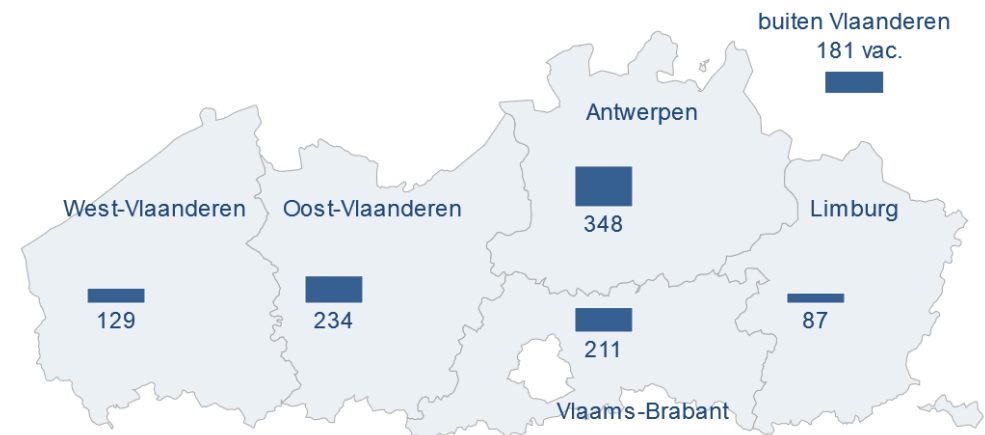 buiten Vlaanderen
181 vac.
Antwerpen
348
West-Vlaanderen
129
Oost-Vlaanderen
234
Limburg
87
211
Vlaams-Brabant